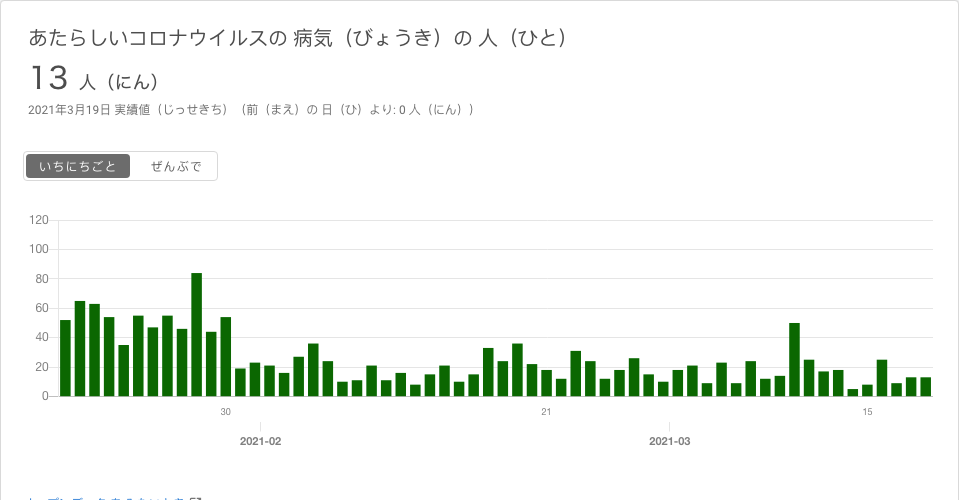 あたらしいコロナウイルスの 病気（びょうき）の 人（ひと）
13 人（にん）
2021年3月19日 実績値（じっせきち）（前（まえ）の 日（ひ）より: 0 人（にん））
いちにちごと ぜんぶで
120
100
80
60
40
20
0
30 21 15
2021-02 2021-03